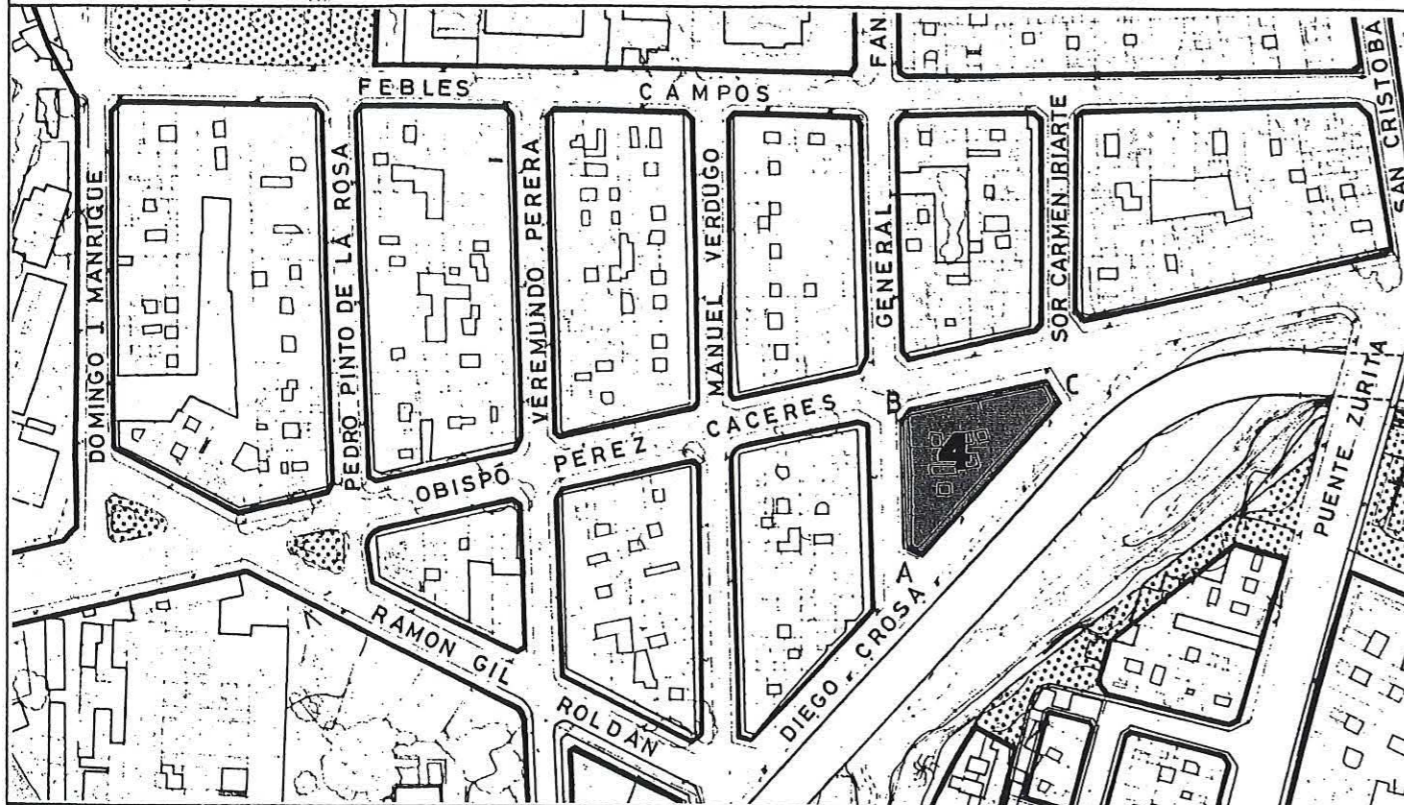 FEBLES CAMPOS
FAN.
SAN CRISTOBA
DOMINGO J MANRIQUE
PEDRO PINTO DE LA ROSA
VEREMUNDO PERERA
MANUEL VERDUGO
GENERAL
SOR CARMEN IRIARTE
OBISPO PEREZ CACERES
B
C
4
A
PUENTE ZURITA
RAMON GIL ROLDÁN
DIEGO CROSA